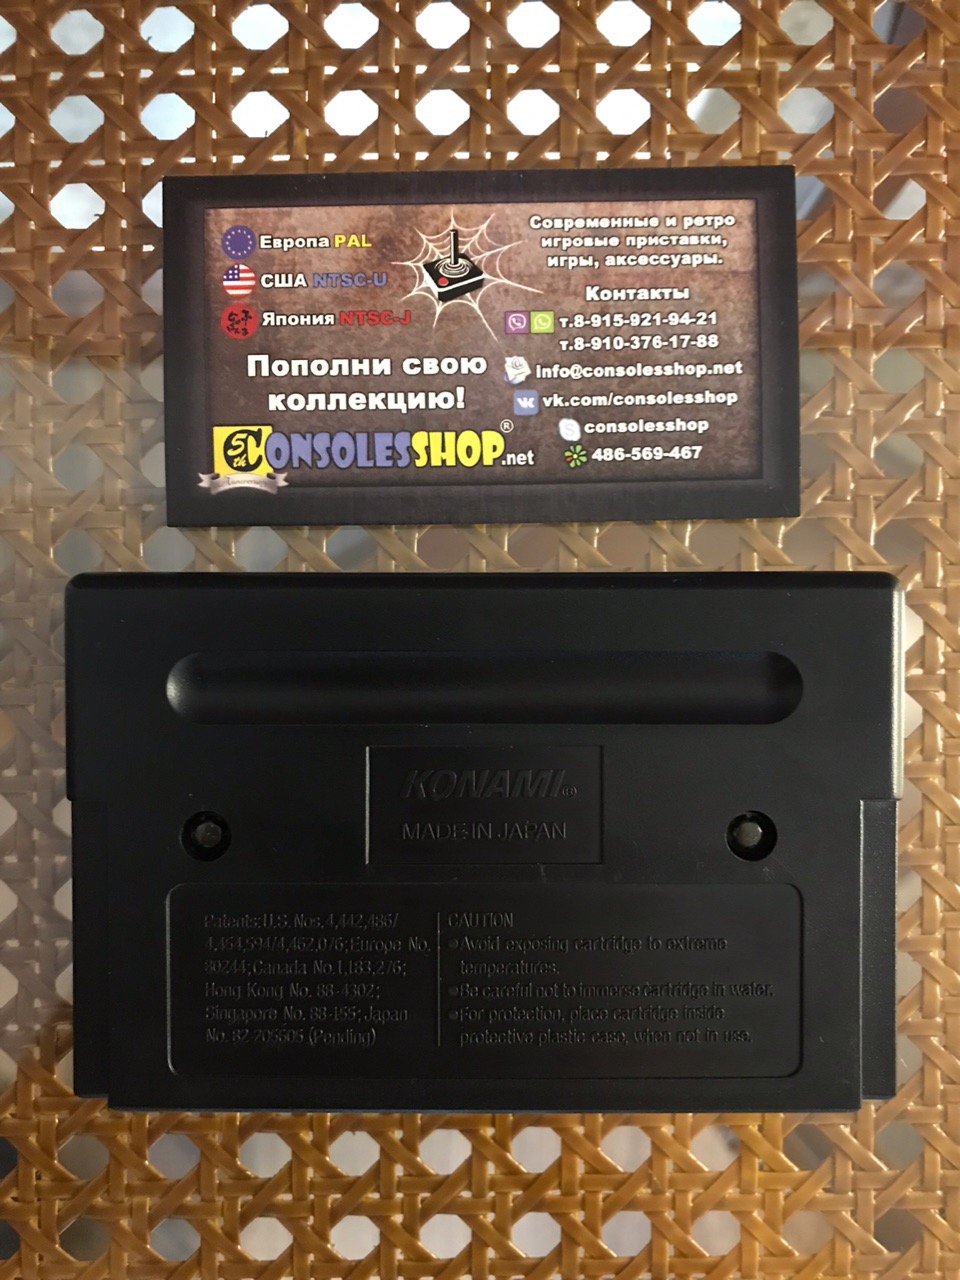 Европа PAL
США NTSC-U
Япония NTSC-J
Пополни свою
коллекцию!
5th CONSOLESSHOP.net ®
Anniversary
Современные и ретро
игровые приставки,
игры, аксессуары.
Контакты
т.8-915-921-94-21
т.8-910-376-17-88
info@consolesshop.net
vk.com/consolesshop
consolesshop
486-569-467
KONAMI®
MADE IN JAPAN
Patents: U.S. Nos. 4,442,486/
4,454,594/4,462,076; Europe No.
80244; Canada No. 1,183,276;
Hong Kong No. 88-4302;
Singapore No. 88-155; Japan
No. 82-205605 (Pending)
CAUTION
●Avoid exposing cartridge to extreme
temperatures.
●Be careful not to immerse cartridge in water.
●For protection, place cartridge inside
protective plastic case, when not in use.